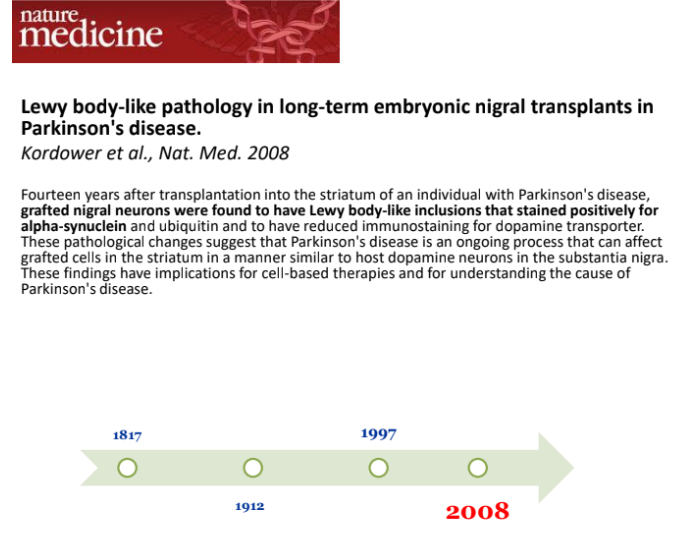 nature
medicine
Lewy body-like pathology in long-term embryonic nigral transplants in
Parkinson's disease.
Kordower et al., Nat. Med. 2008
Fourteen years after transplantation into the striatum of an individual with Parkinson's disease,
grafted nigral neurons were found to have Lewy body-like inclusions that stained positively for
alpha-synuclein and ubiquitin and to have reduced immunostaining for dopamine transporter.
These pathological changes suggest that Parkinson's disease is an ongoing process that can affect
grafted cells in the striatum in a manner similar to host dopamine neurons in the substantia nigra.
These findings have implications for cell-based therapies and for understanding the cause of
Parkinson's disease.
1817
1997
1912
2008